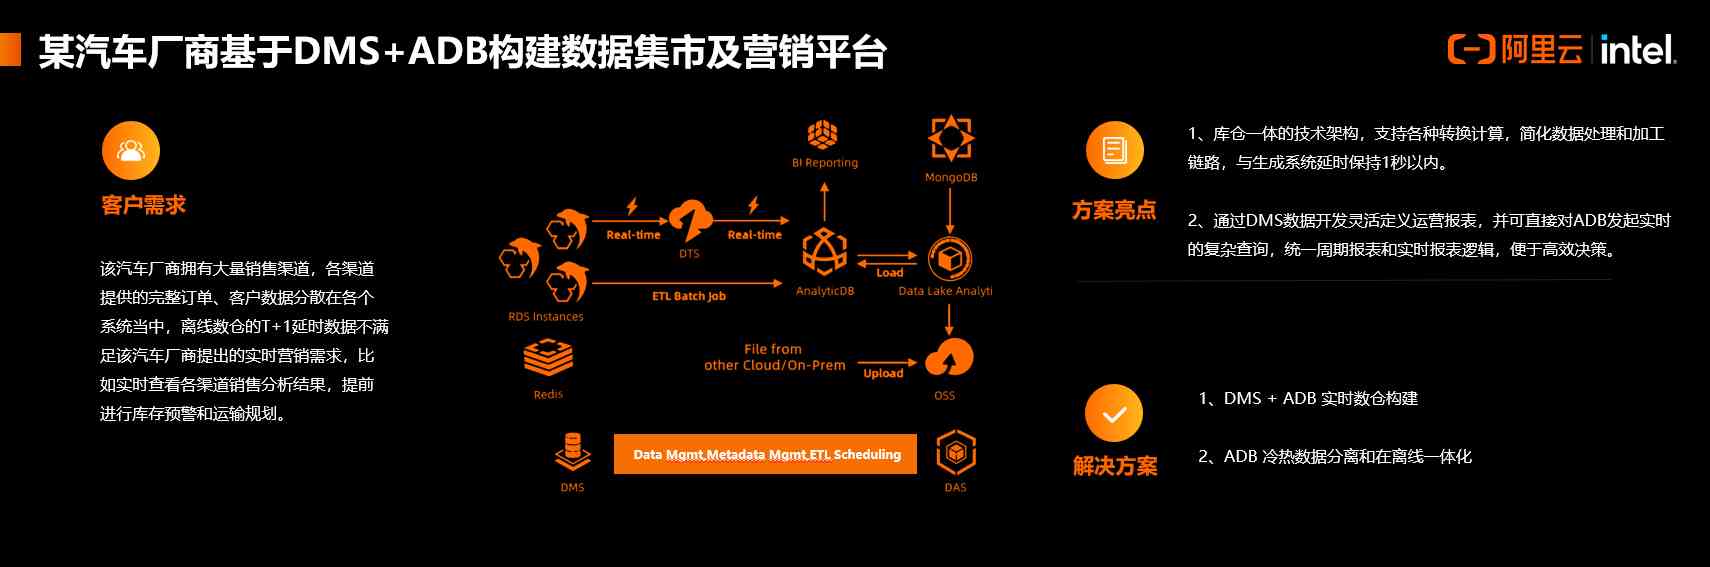 某汽车厂商基于DMS+ADB构建数据集市及营销平台
阿里云 intel.
客户需求
该汽车厂商拥有大量销售渠道，各渠道
提供的完整订单、客户数据分散在各个
系统当中，离线数仓的T+1延时数据不满
足该汽车厂商提出的实时营销需求，比
如实时查看各渠道销售分析结果，提前
进行库存预警和运输规划。
BI Reporting
MongoDB
Real-time
DTS
Real-time
AnalyticDB
Load
Data Lake Analyti
ETL Batch Job
RDS Instances
File from
other Cloud/On-Prem
Upload
OSS
Redis
DMS
Data Mgmt,Metadata Mgmt,ETL Scheduling
DAS
方案亮点
1、库仓一体的技术架构，支持各种转换计算，简化数据处理和加工
链路，与生成系统延时保持1秒以内。
2、通过DMS数据开发灵活定义运营报表，并可直接对ADB发起实时
的复杂查询，统一周期报表和实时报表逻辑，便于高效决策。
解决方案
1、DMS + ADB 实时数仓构建
2、ADB 冷热数据分离和在离线一体化